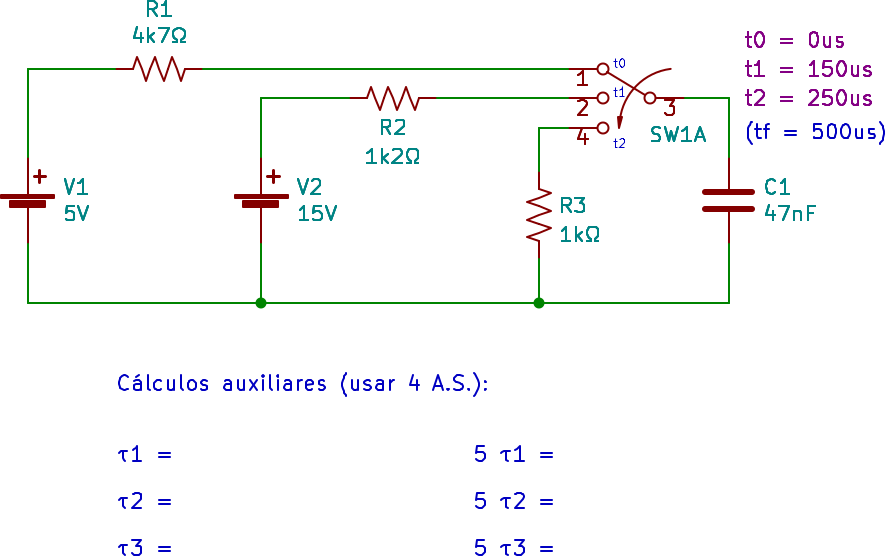 R1
4k7Ω
t0 = 0us
t1 = 150us
t2 = 250us
(tf = 500us)
t0
1
t1
2
3
4
t2
SW1A
R2
1k2Ω
+
V1
5V
+
V2
15V
R3
1kΩ
C1
47nF
Cálculos auxiliares (usar 4 A.S.):
τ1 =
5 τ1 =
τ2 =
5 τ2 =
τ3 =
5 τ3 =